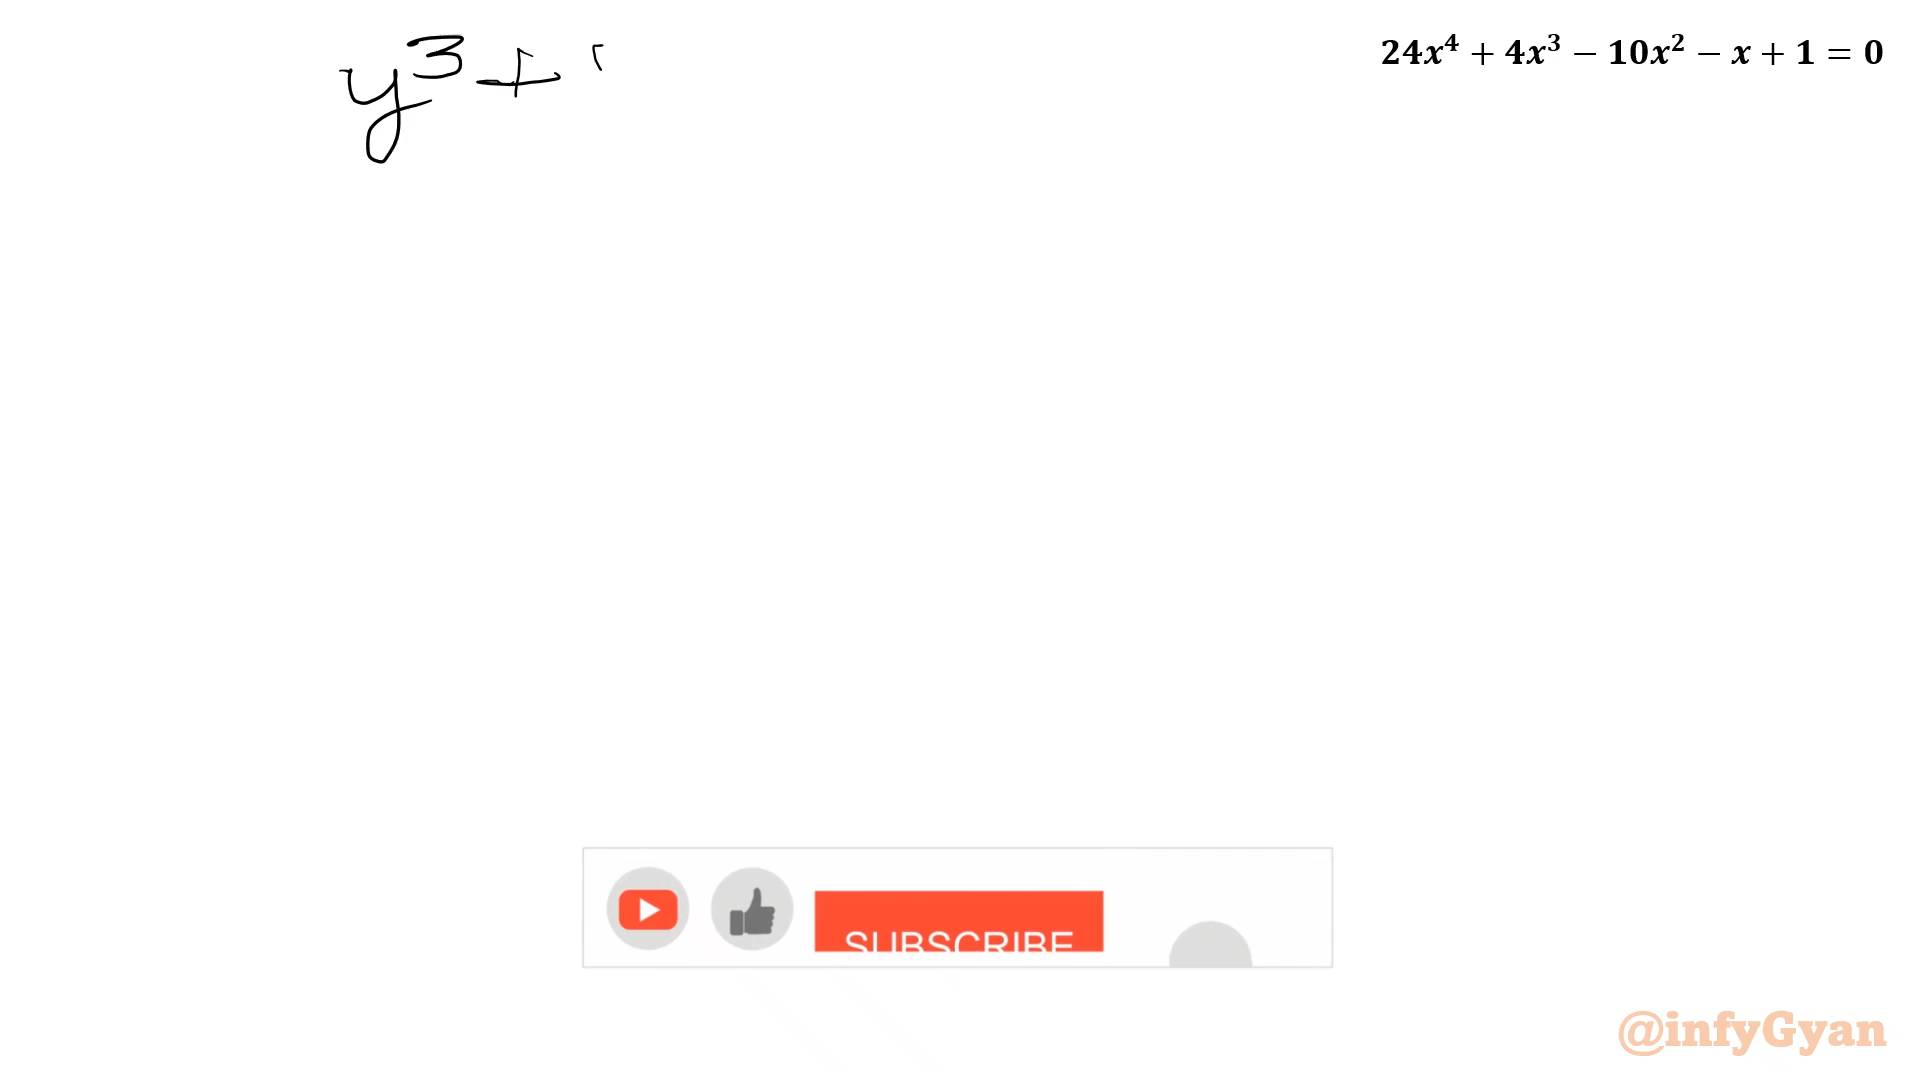 y³ +
24x⁴ + 4x³ − 10x² − x + 1 = 0
SUBSCRIBE
@infyGyan